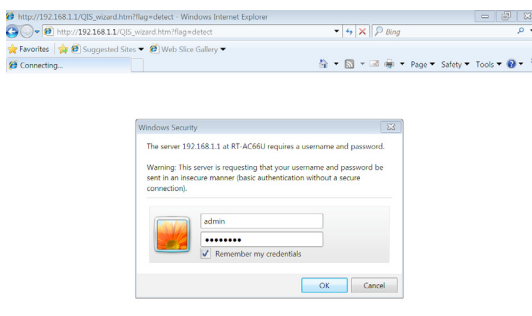 http://192.168.1.1/QIS_wizard.htm?flag=detect - Windows Internet Explorer
http://192.168.1.1/QIS_wizard.htm?flag=detect Bing
Favorites Suggested Sites Web Slice Gallery
Connecting... Page Safety Tools
Windows Security
The server 192.168.1.1 at RT-AC66U requires a username and password.
Warning: This server is requesting that your username and password be
sent in an insecure manner (basic authentication without a secure
connection).
admin
••••••••
Remember my credentials
OK Cancel